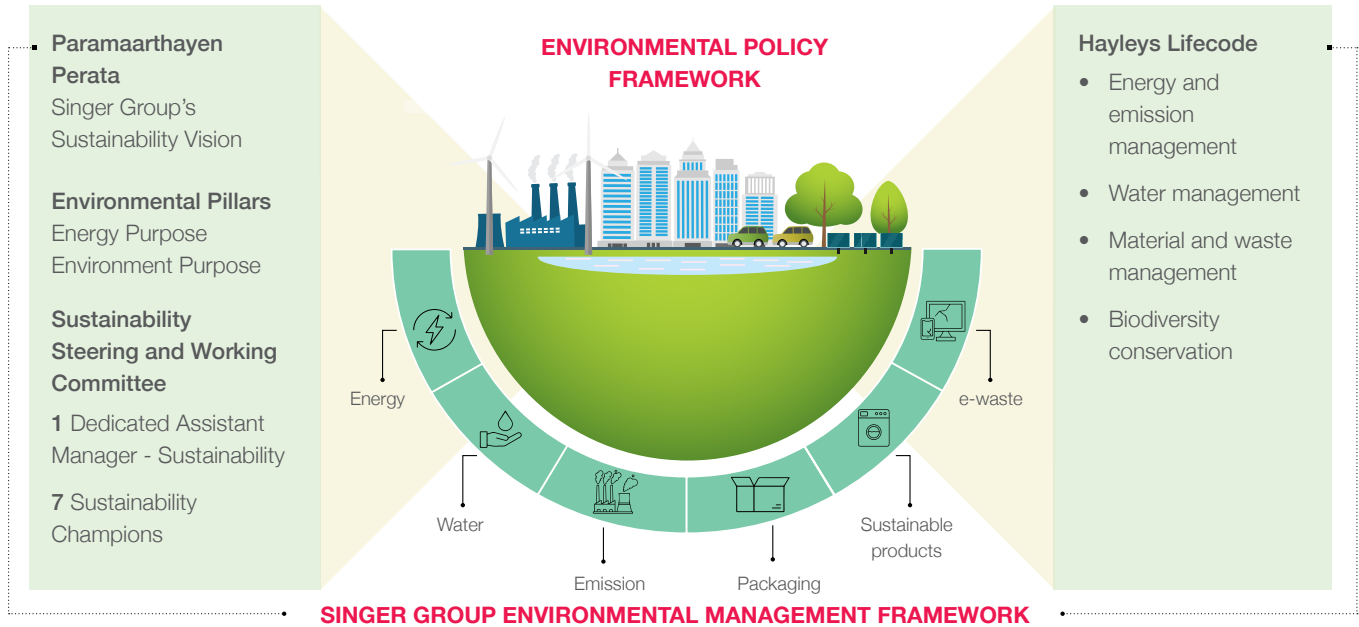 Paramaarthayen
Perata
Singer Group's
Sustainability Vision
Environmental Pillars
Energy Purpose
Environment Purpose
Sustainability
Steering and Working
Committee
1 Dedicated Assistant
Manager - Sustainability
7 Sustainability
Champions
ENVIRONMENTAL POLICY
FRAMEWORK
Energy
Water
Emission
Packaging
Sustainable
products
e-waste
Hayleys Lifecode
• Energy and
emission
management
• Water management
• Material and waste
management
• Biodiversity
conservation
SINGER GROUP ENVIRONMENTAL MANAGEMENT FRAMEWORK